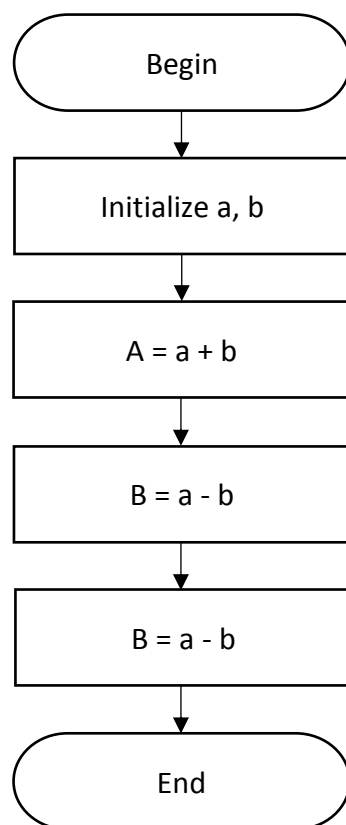 Begin
Initialize a, b
A = a + b
B = a - b
B = a - b
End